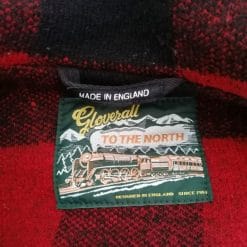 MADE IN ENGLAND
Gloverall
TO THE NORTH
DESIGNED IN ENGLAND SINCE 1951